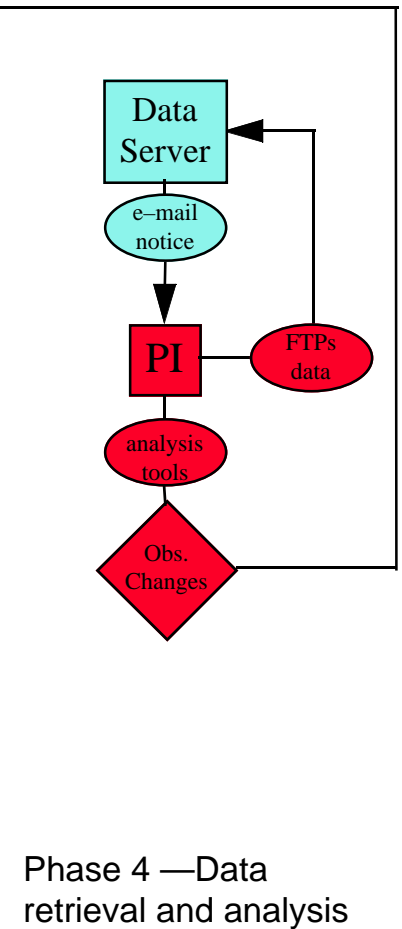 Data
Server
e–mail
notice
PI
FTPs
data
analysis
tools
Obs.
Changes
Phase 4 —Data
retrieval and analysis